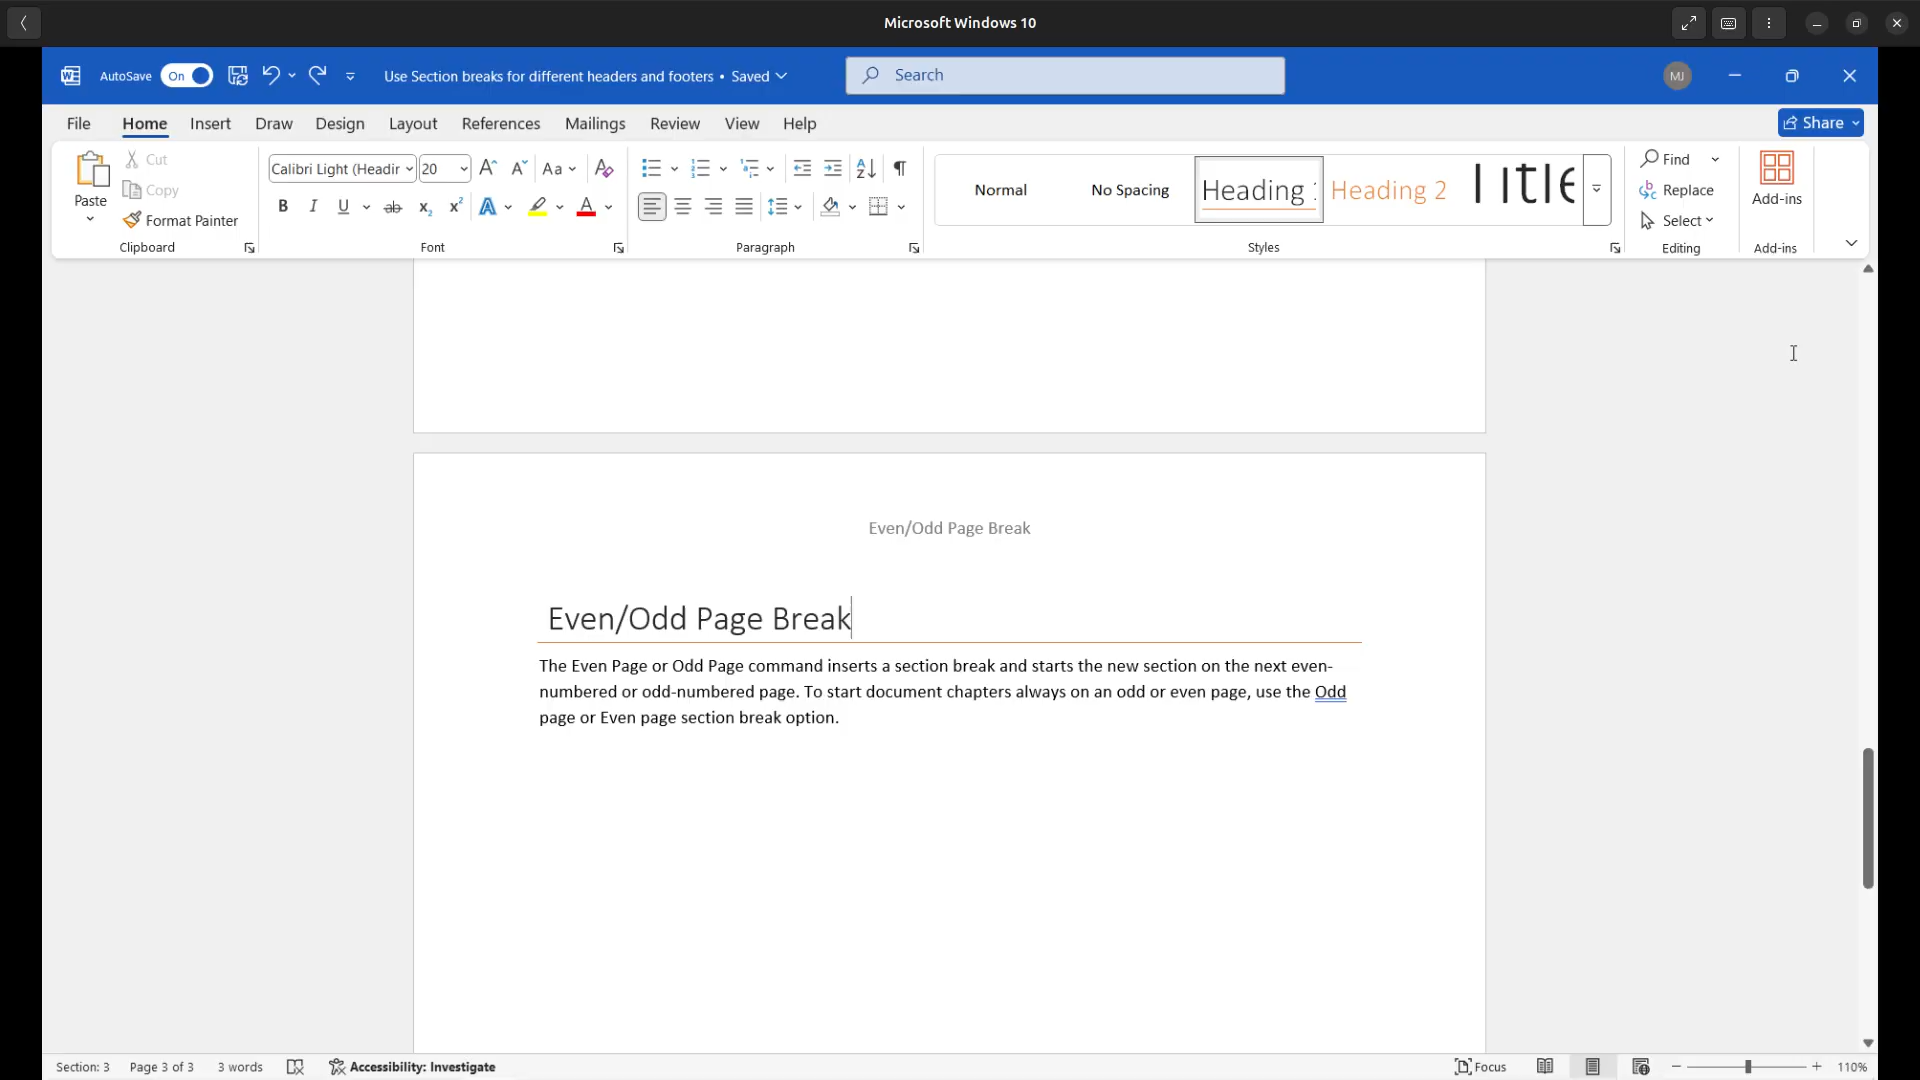 Microsoft Windows 10
AutoSave On Use Section breaks for different headers and footers • Saved Search MJ
File Home Insert Draw Design Layout References Mailings Review View Help Share
Paste Cut Copy Format Painter Clipboard
Calibri Light (Headir 20 Aa Font
Paragraph
Normal No Spacing Heading 1 Heading 2 Title Styles
Find Replace Select Editing
Add-ins Add-ins
Even/Odd Page Break
Even/Odd Page Break
The Even Page or Odd Page command inserts a section break and starts the new section on the next even-
numbered or odd-numbered page. To start document chapters always on an odd or even page, use the Odd
page or Even page section break option.
Section: 3 Page 3 of 3 3 words Accessibility: Investigate Focus 110%